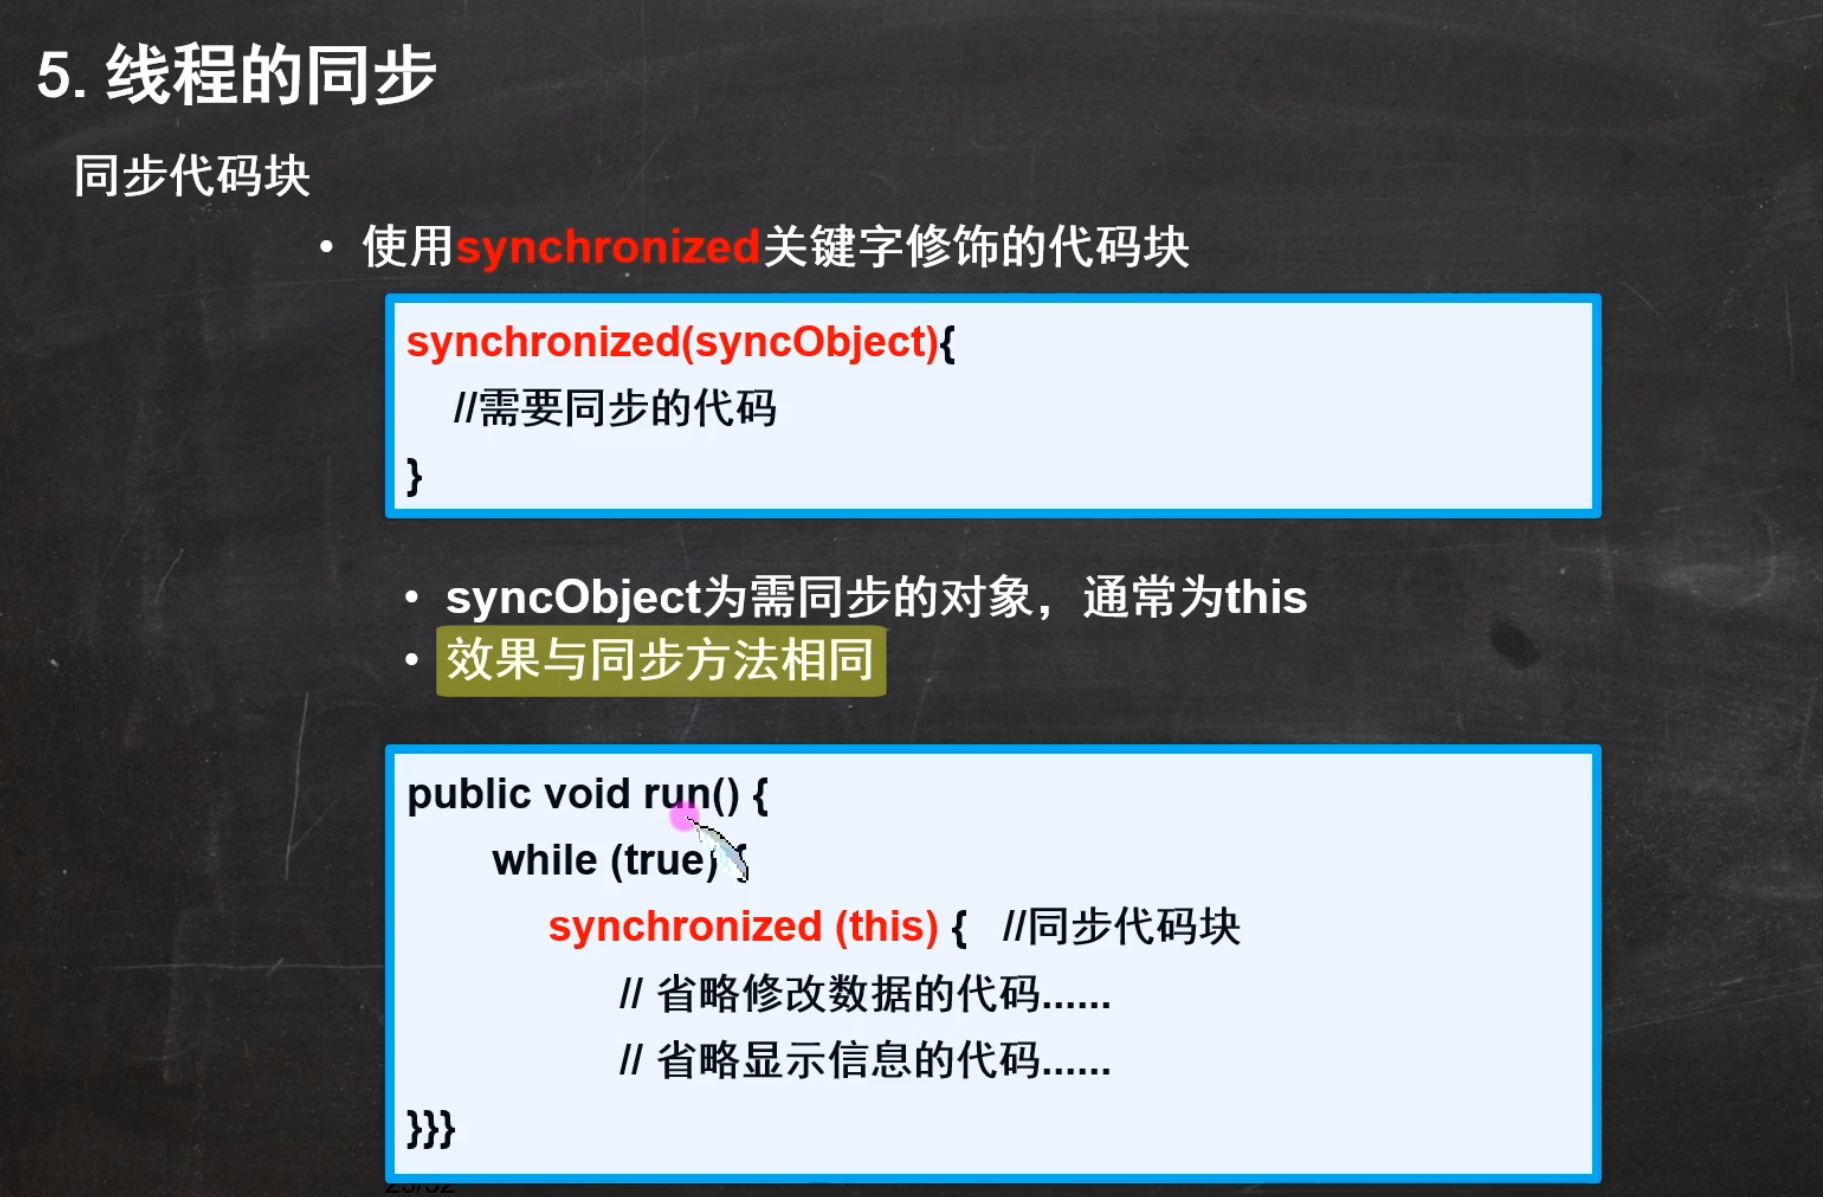 5. 线程的同步
同步代码块
• 使用synchronized关键字修饰的代码块
synchronized(syncObject){
//需要同步的代码
}
• syncObject为需同步的对象，通常为this
• 效果与同步方法相同
public void run() {
while (true) {
synchronized (this) { //同步代码块
// 省略修改数据的代码......
// 省略显示信息的代码......
}}}